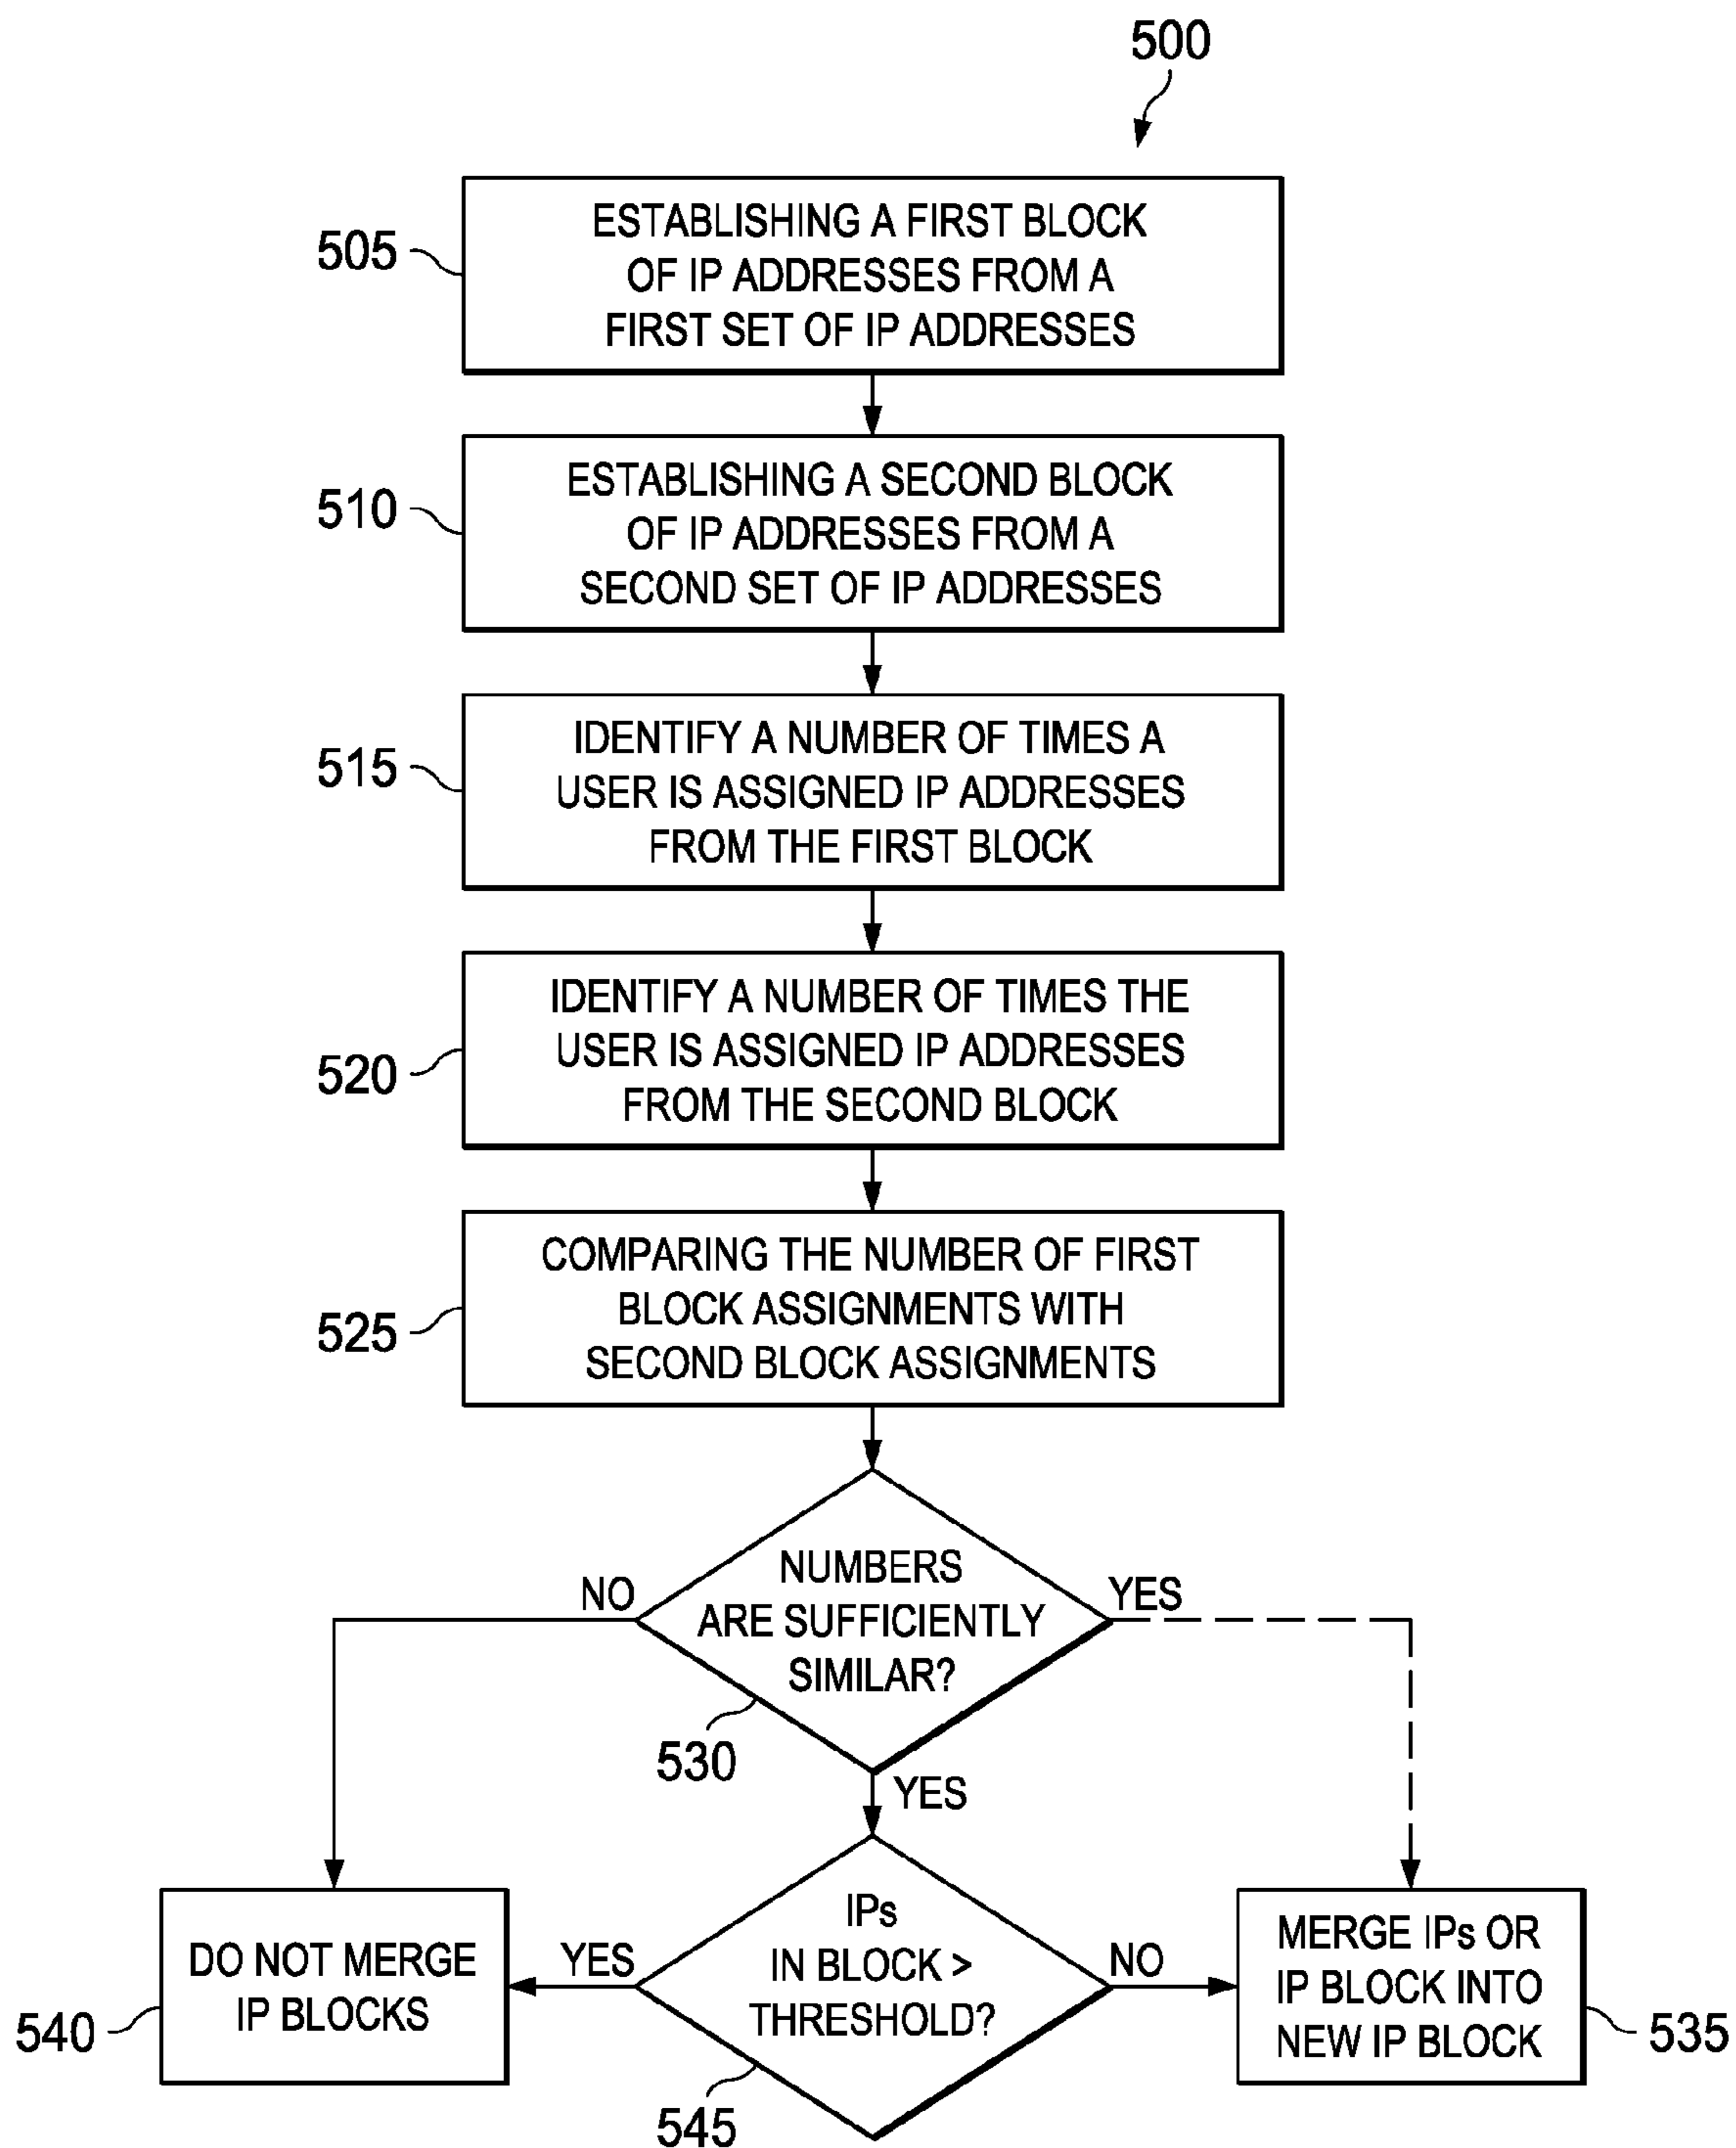 500
505
ESTABLISHING A FIRST BLOCK
OF IP ADDRESSES FROM A
FIRST SET OF IP ADDRESSES
510
ESTABLISHING A SECOND BLOCK
OF IP ADDRESSES FROM A
SECOND SET OF IP ADDRESSES
515
IDENTIFY A NUMBER OF TIMES A
USER IS ASSIGNED IP ADDRESSES
FROM THE FIRST BLOCK
520
IDENTIFY A NUMBER OF TIMES THE
USER IS ASSIGNED IP ADDRESSES
FROM THE SECOND BLOCK
525
COMPARING THE NUMBER OF FIRST
BLOCK ASSIGNMENTS WITH
SECOND BLOCK ASSIGNMENTS
NO
NUMBERS
ARE SUFFICIENTLY
SIMILAR?
YES
530
YES
DO NOT MERGE
IP BLOCKS
540
YES
IPs
IN BLOCK >
THRESHOLD?
545
NO
MERGE IPs OR
IP BLOCK INTO
NEW IP BLOCK
535